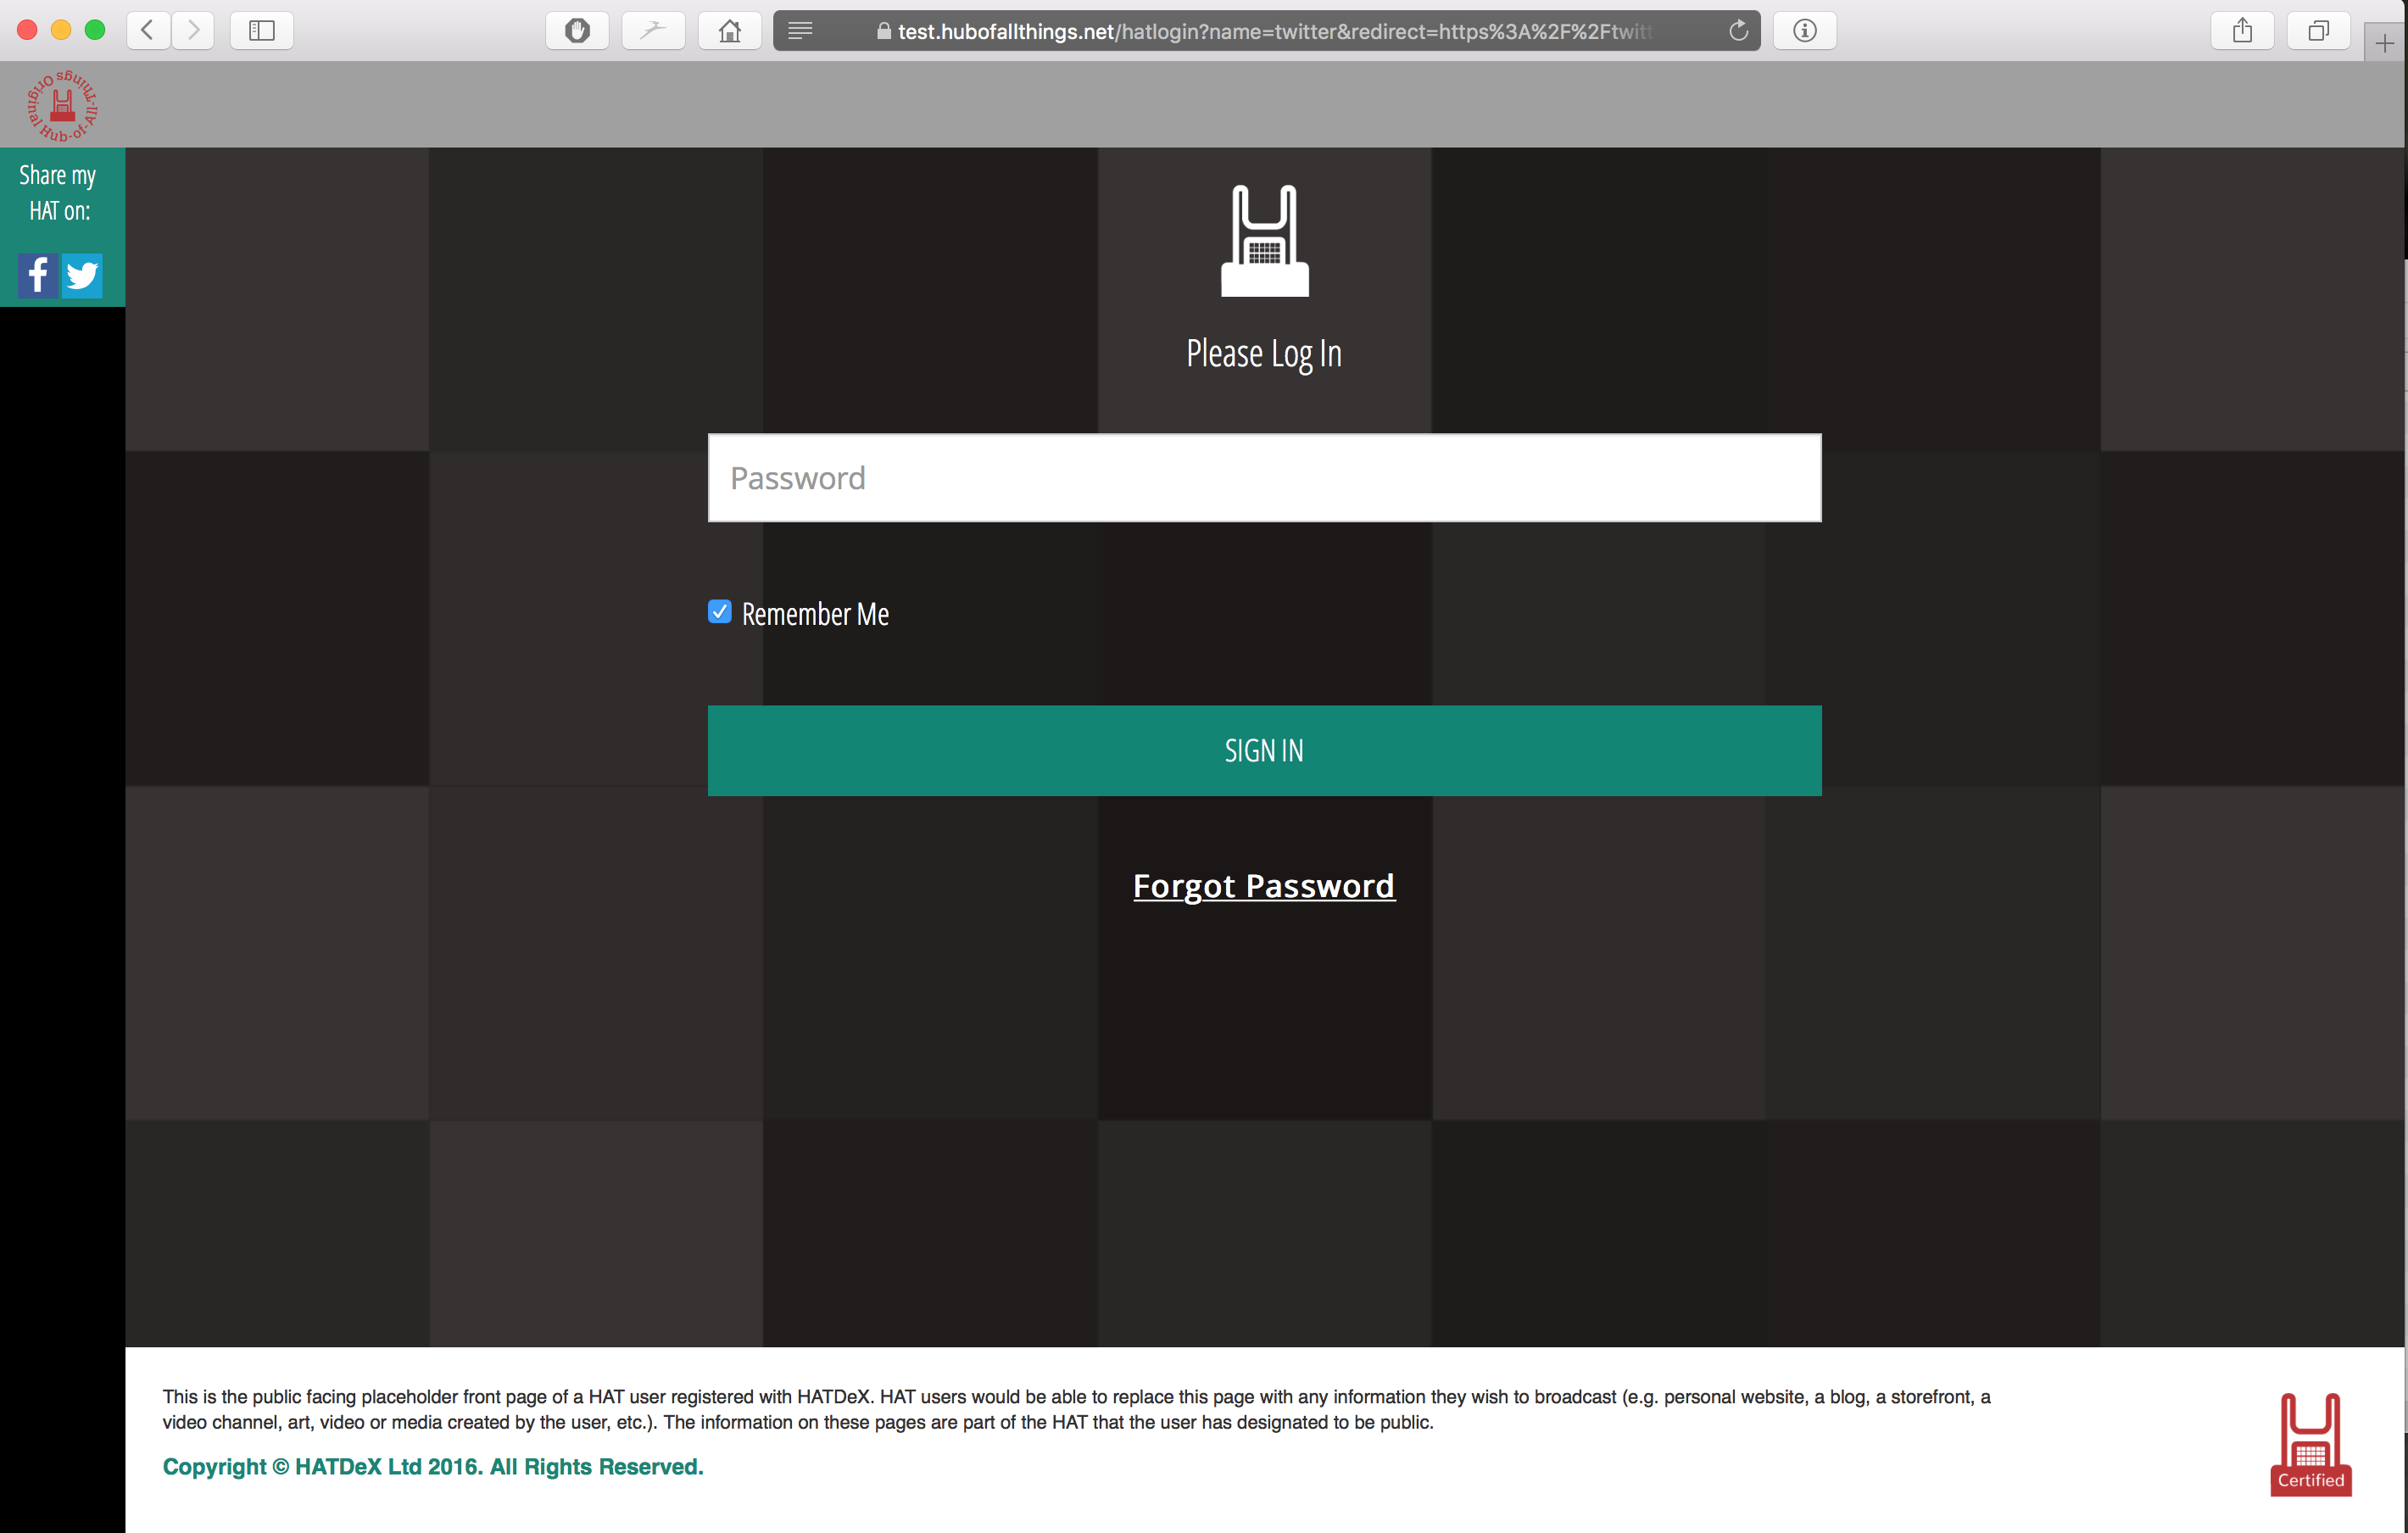 test.hubofallthings.net/hatlogin?name=twitter&redirect=https%3A%2F%2Ftwitt
Original Hub-of-All-Things
Share my
HAT on:
Please Log In
Password
Remember Me
SIGN IN
Forgot Password
This is the public facing placeholder front page of a HAT user registered with HATDeX. HAT users would be able to replace this page with any information they wish to broadcast (e.g. personal website, a blog, a storefront, a
video channel, art, video or media created by the user, etc.). The information on these pages are part of the HAT that the user has designated to be public.
Copyright © HATDeX Ltd 2016. All Rights Reserved.
Certified